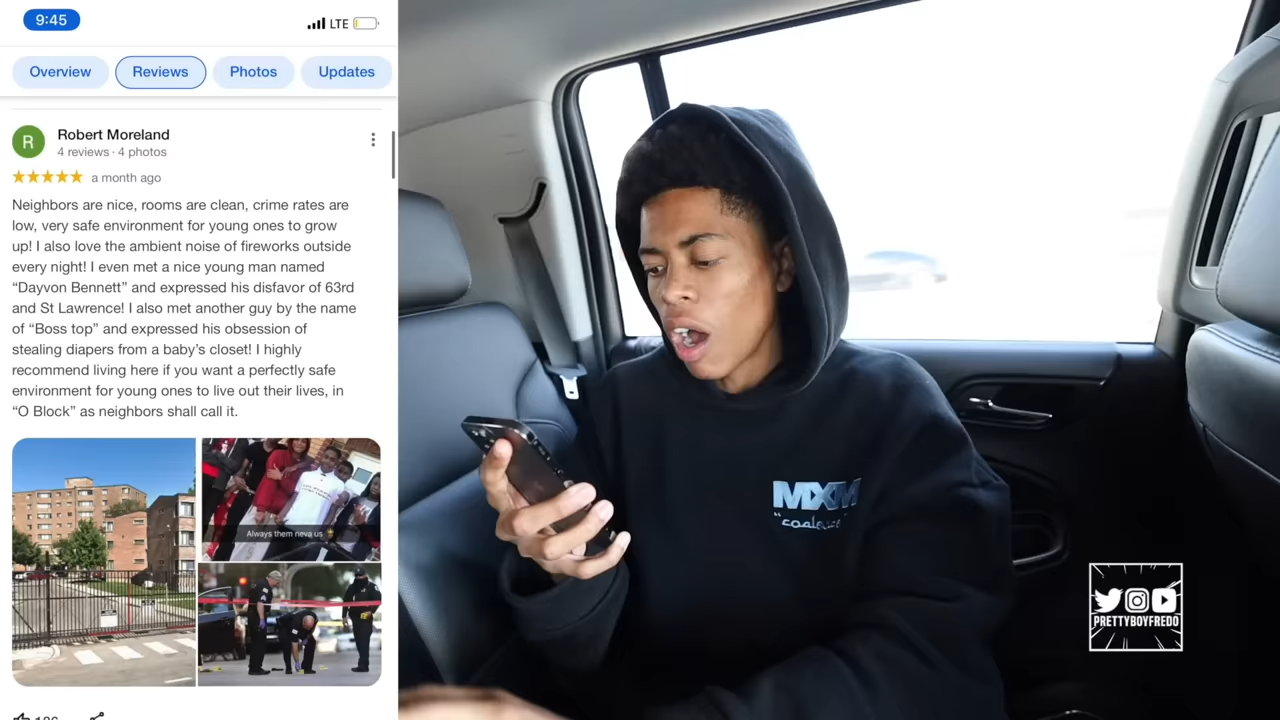 9:45
LTE
Overview
Reviews
Photos
Updates
R
Robert Moreland
4 reviews · 4 photos
a month ago
Neighbors are nice, rooms are clean, crime rates are
low, very safe environment for young ones to grow
up! I also love the ambient noise of fireworks outside
every night! I even met a nice young man named
“Dayvon Bennett” and expressed his disfavor of 63rd
and St Lawrence! I also met another guy by the name
of “Boss top” and expressed his obsession of
stealing diapers from a baby’s closet! I highly
recommend living here if you want a perfectly safe
environment for young ones to live out their lives, in
“O Block” as neighbors shall call it.
Always them neva us
MXM
PRETTYBOYFREDO